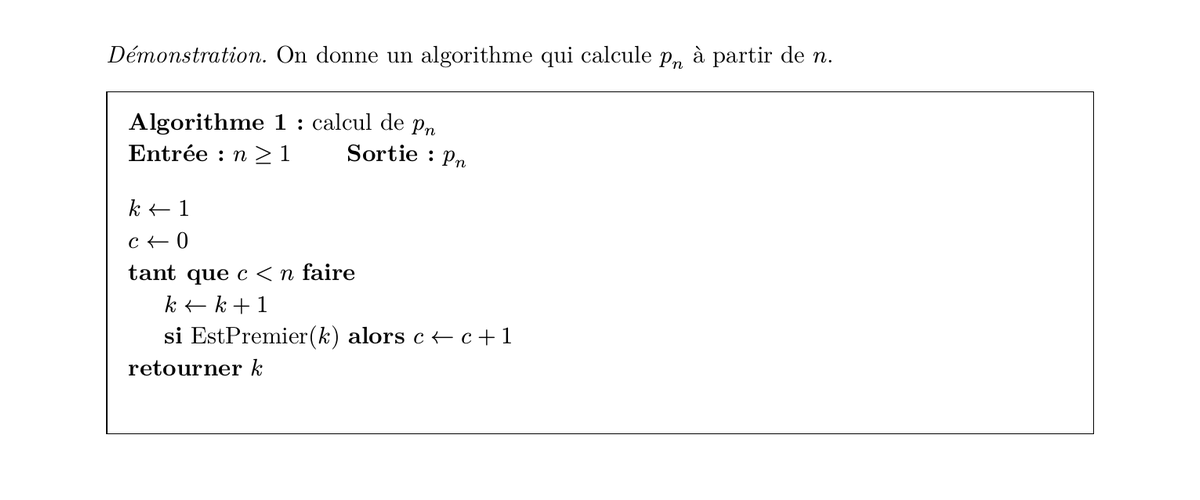 Démonstration. On donne un algorithme qui calcule pₙ à partir de n.
Algorithme 1 : calcul de pₙ
Entrée : n ≥ 1 Sortie : pₙ
k ← 1
c ← 0
tant que c < n faire
k ← k + 1
si EstPremier(k) alors c ← c + 1
retourner k